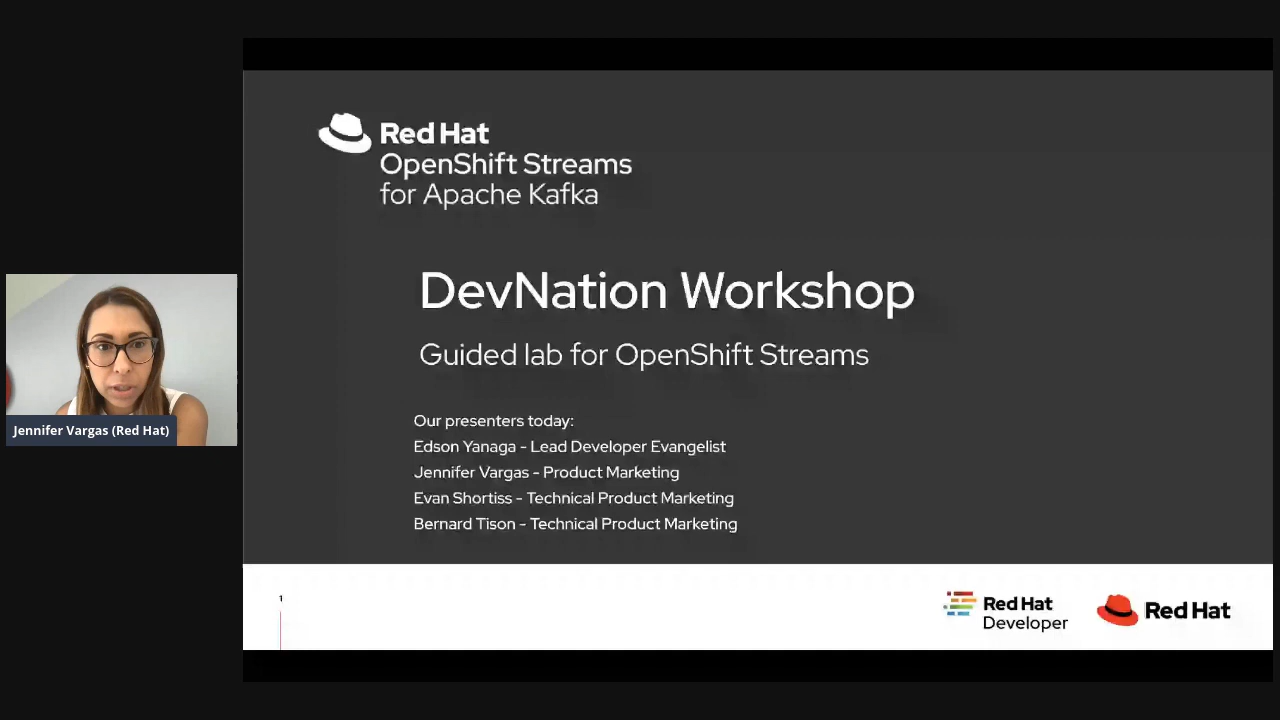 Red Hat
OpenShift Streams
for Apache Kafka
DevNation Workshop
Guided lab for OpenShift Streams
Our presenters today:
Edson Yanaga - Lead Developer Evangelist
Jennifer Vargas - Product Marketing
Evan Shortiss - Technical Product Marketing
Bernard Tison - Technical Product Marketing
Jennifer Vargas (Red Hat)
1
Red Hat
Developer
Red Hat